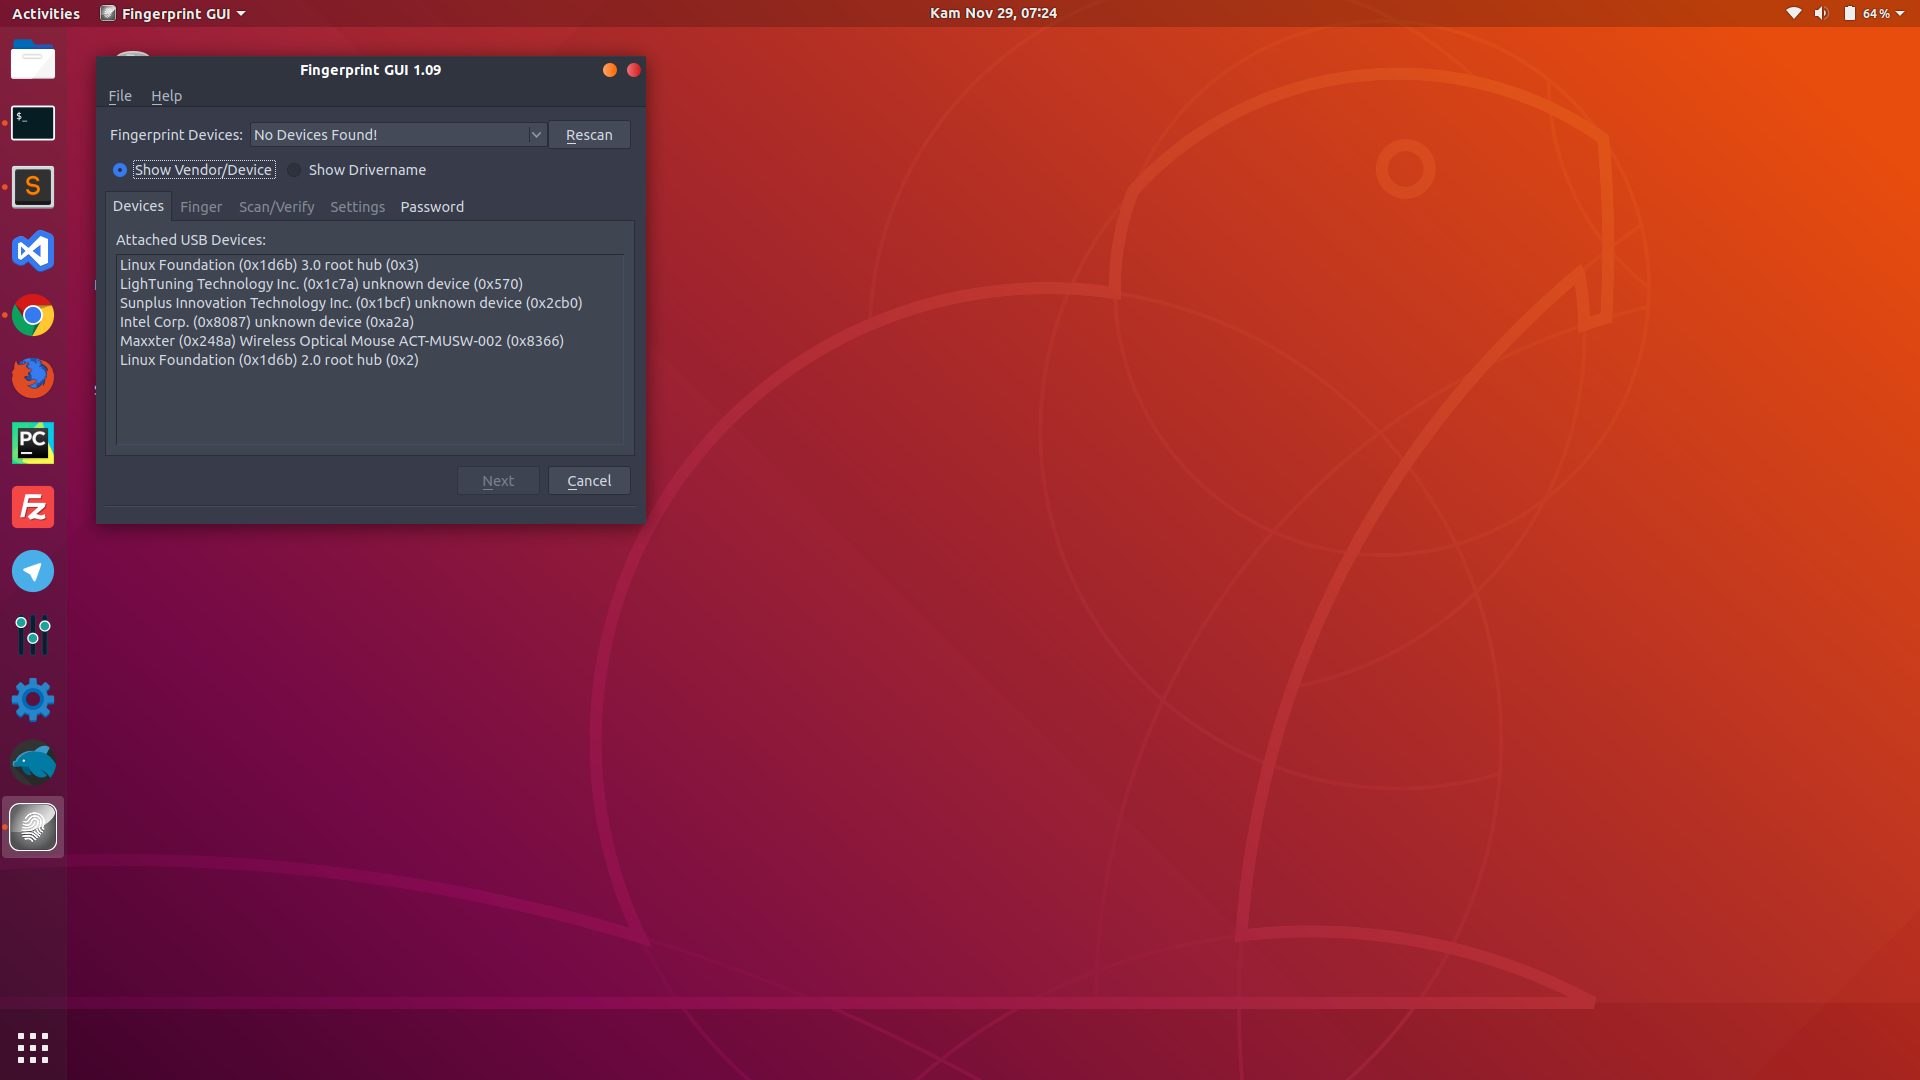 Activities Fingerprint GUI Kam Nov 29, 07:24 64 %
Fingerprint GUI 1.09
File Help
Fingerprint Devices: No Devices Found! Rescan
Show Vendor/Device Show Drivername
Devices Finger Scan/Verify Settings Password
Attached USB Devices:
Linux Foundation (0x1d6b) 3.0 root hub (0x3)
LighTuning Technology Inc. (0x1c7a) unknown device (0x570)
Sunplus Innovation Technology Inc. (0x1bcf) unknown device (0x2cb0)
Intel Corp. (0x8087) unknown device (0xa2a)
Maxxter (0x248a) Wireless Optical Mouse ACT-MUSW-002 (0x8366)
Linux Foundation (0x1d6b) 2.0 root hub (0x2)
Next Cancel
$_
S
PC
Fz